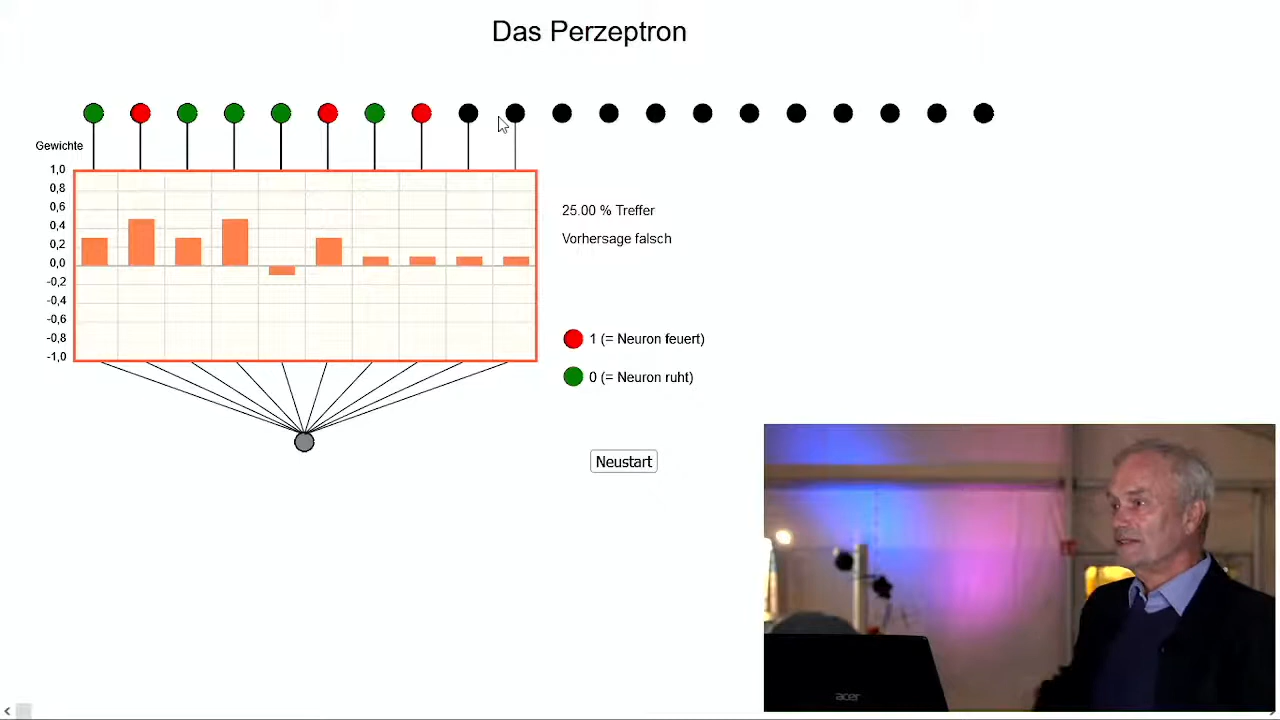 Das Perzeptron
Gewichte
1,0
0,8
0,6
0,4
0,2
0,0
-0,2
-0,4
-0,6
-0,8
-1,0
25.00 % Treffer
Vorhersage falsch
1 (= Neuron feuert)
0 (= Neuron ruht)
Neustart
acer